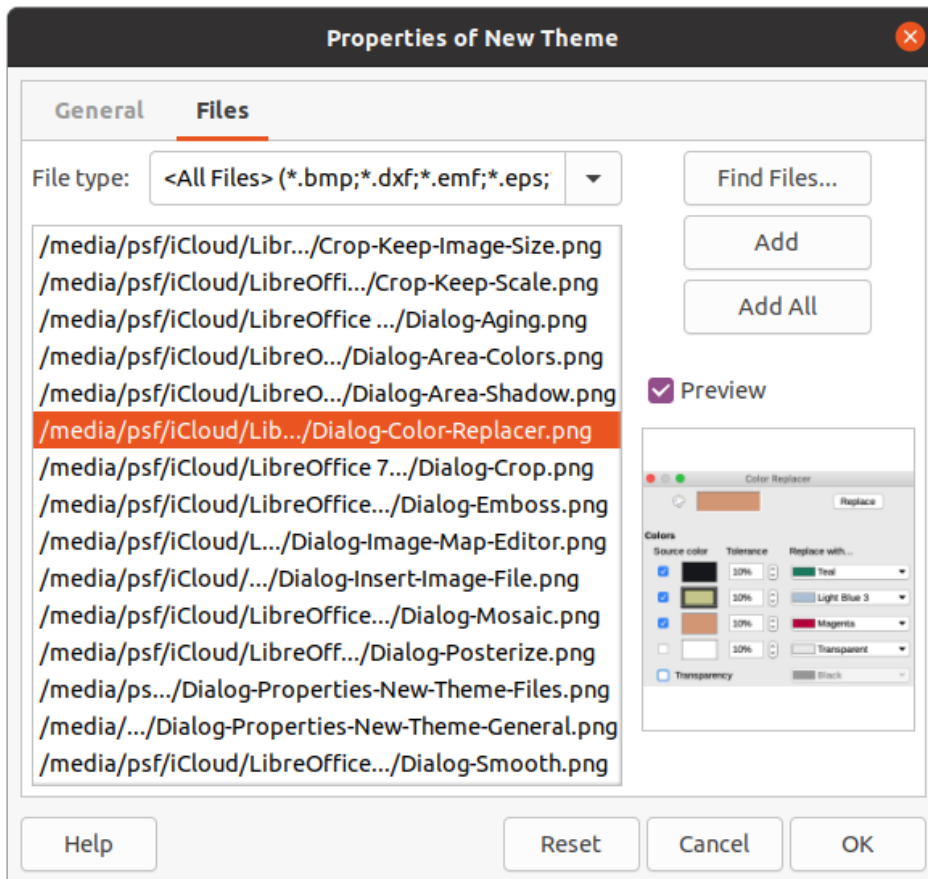 Properties of New Theme
General Files
File type: <All Files> (*.bmp;*.dxf;*.emf;*.eps; Find Files...
Add
Add All
/media/psf/iCloud/Libr.../Crop-Keep-Image-Size.png
/media/psf/iCloud/LibreOffi.../Crop-Keep-Scale.png
/media/psf/iCloud/LibreOffice .../Dialog-Aging.png
/media/psf/iCloud/LibreO.../Dialog-Area-Colors.png
/media/psf/iCloud/LibreO.../Dialog-Area-Shadow.png
/media/psf/iCloud/Lib.../Dialog-Color-Replacer.png
/media/psf/iCloud/LibreOffice 7.../Dialog-Crop.png
/media/psf/iCloud/LibreOffice.../Dialog-Emboss.png
/media/psf/iCloud/L.../Dialog-Image-Map-Editor.png
/media/psf/iCloud/.../Dialog-Insert-Image-File.png
/media/psf/iCloud/LibreOffice.../Dialog-Mosaic.png
/media/psf/iCloud/LibreOff.../Dialog-Posterize.png
/media/ps.../Dialog-Properties-New-Theme-Files.png
/media/.../Dialog-Properties-New-Theme-General.png
/media/psf/iCloud/LibreOffice.../Dialog-Smooth.png
Preview
Color Replacer
Replace
Colors
Source color Tolerance Replace with...
10% Teal
10% Light Blue 3
10% Magenta
10% Transparent
Transparency Black
Help Reset Cancel OK